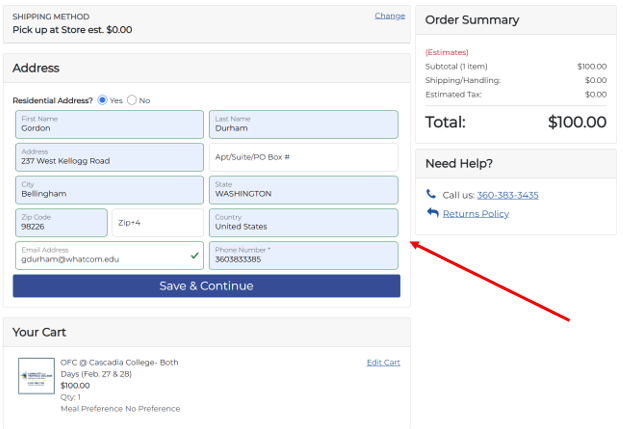 SHIPPING METHOD
Change
Pick up at Store est. $0.00
Address
Residential Address? Yes No
First Name
Gordon
Last Name
Durham
Address
237 West Kellogg Road
Apt/Suite/PO Box #
City
Bellingham
State
WASHINGTON
Zip Code
98226
Zip+4
Country
United States
Email Address
gdurham@whatcom.edu
Phone Number *
3603833385
Save & Continue
Your Cart
OFC @ Cascadia College- Both
Days (Feb. 27 & 28)
$100.00
Qty: 1
Meal Preference No Preference
Edit Cart
Order Summary
(Estimates)
Subtotal (1 item) $100.00
Shipping/Handling: $0.00
Estimated Tax: $0.00
Total: $100.00
Need Help?
Call us: 360-383-3435
Returns Policy